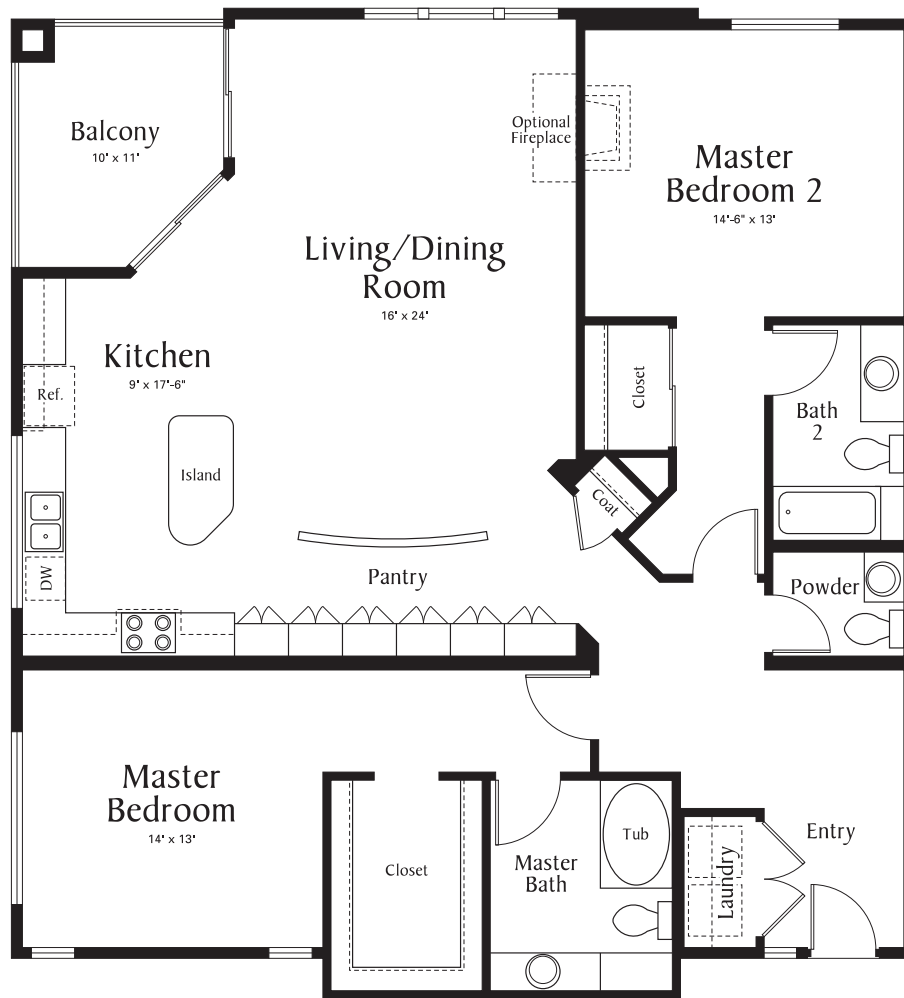 Balcony
10' x 11'
Optional
Fireplace
Master
Bedroom 2
14'-6" x 13'
Living/Dining
Room
16' x 24'
Kitchen
9' x 17'-6"
Ref.
Closet
Bath
2
Island
Coat
DW
Pantry
Powder
Master
Bedroom
14' x 13'
Closet
Master
Bath
Tub
Laundry
Entry